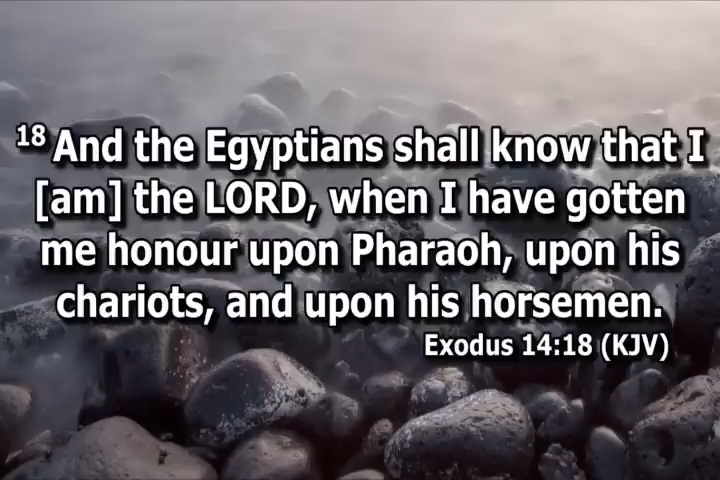 18 And the Egyptians shall know that I
[am] the LORD, when I have gotten
me honour upon Pharaoh, upon his
chariots, and upon his horsemen.
Exodus 14:18 (KJV)